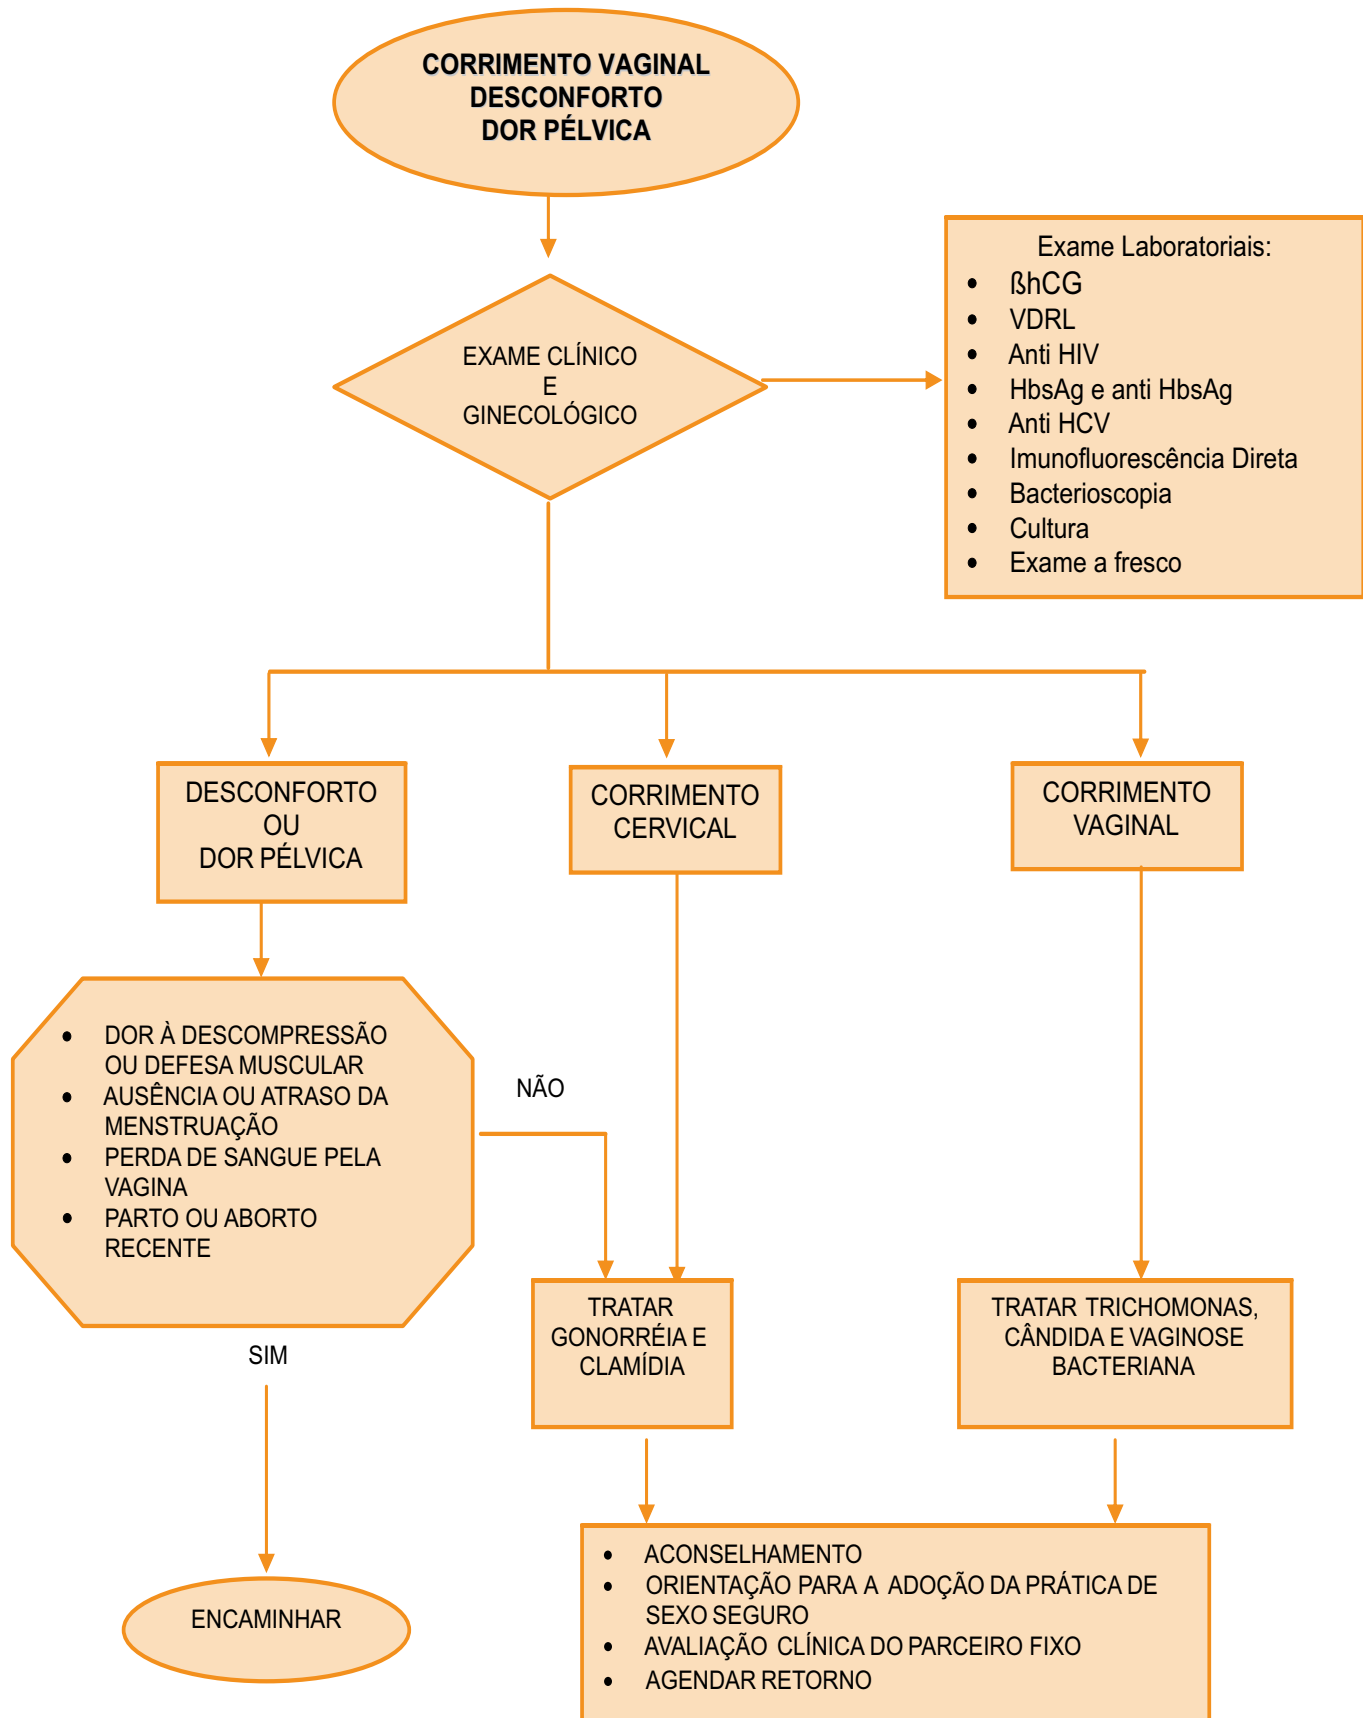 CORRIMENTO VAGINAL
DESCONFORTO
DOR PÉLVICA
EXAME CLÍNICO
E
GINECOLÓGICO
Exame Laboratoriais:
• ßhCG
• VDRL
• Anti HIV
• HbsAg e anti HbsAg
• Anti HCV
• Imunofluorescência Direta
• Bacterioscopia
• Cultura
• Exame a fresco
DESCONFORTO
OU
DOR PÉLVICA
CORRIMENTO
CERVICAL
CORRIMENTO
VAGINAL
• DOR À DESCOMPRESSÃO
OU DEFESA MUSCULAR
• AUSÊNCIA OU ATRASO DA
MENSTRUAÇÃO
• PERDA DE SANGUE PELA
VAGINA
• PARTO OU ABORTO
RECENTE
NÃO
SIM
TRATAR
GONORRÉIA E
CLAMÍDIA
TRATAR TRICHOMONAS,
CÂNDIDA E VAGINOSE
BACTERIANA
ENCAMINHAR
• ACONSELHAMENTO
• ORIENTAÇÃO PARA A ADOÇÃO DA PRÁTICA DE
SEXO SEGURO
• AVALIAÇÃO CLÍNICA DO PARCEIRO FIXO
• AGENDAR RETORNO